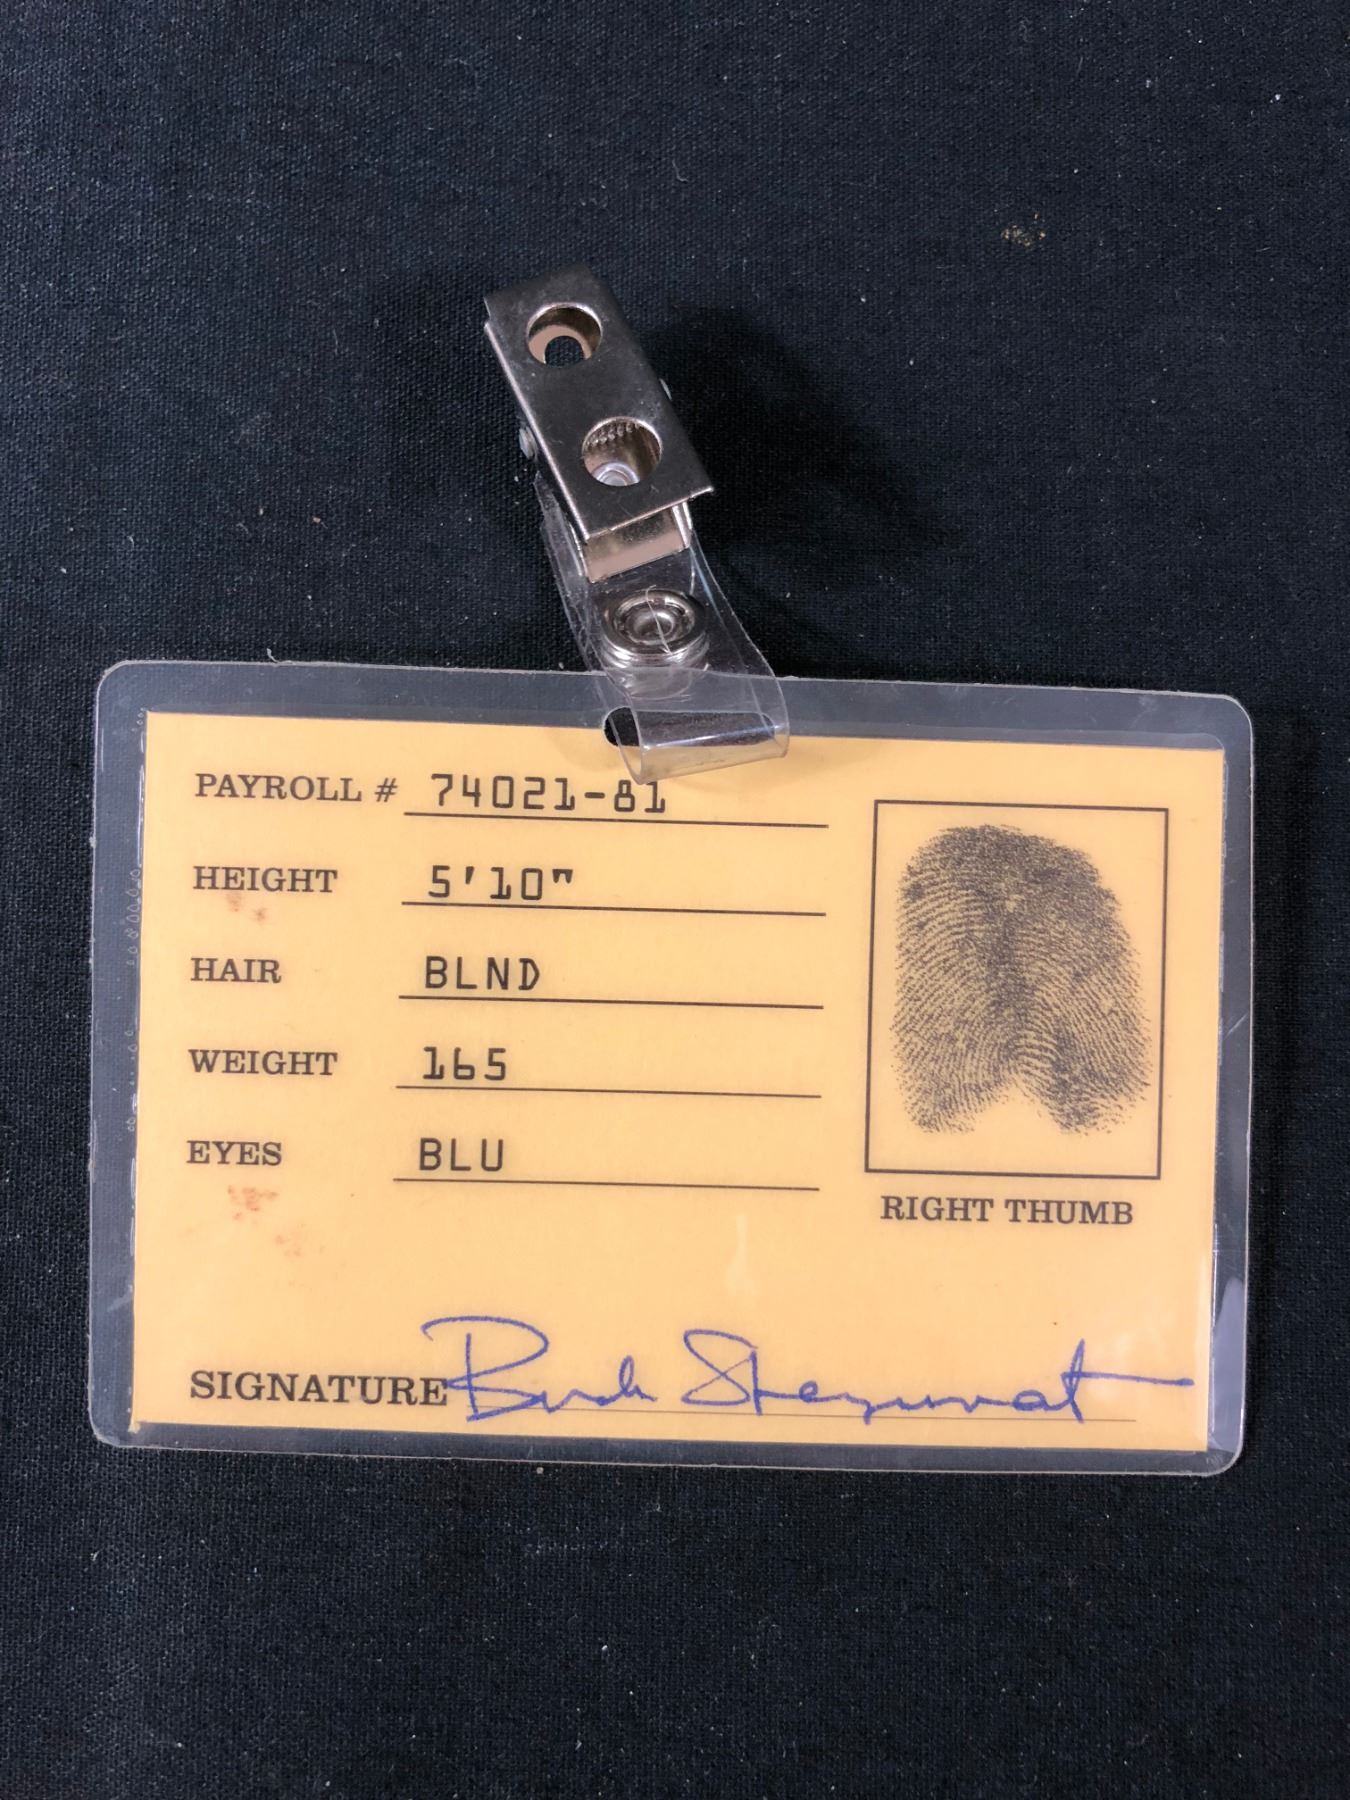 PAYROLL # 74021-81
HEIGHT 5'10"
HAIR BLND
WEIGHT 165
EYES BLU
RIGHT THUMB
SIGNATURE